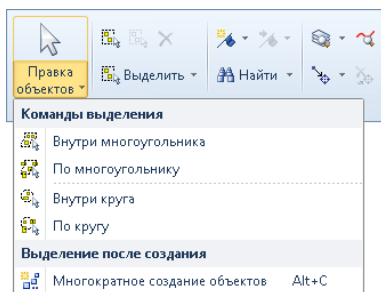 Правка
объектов
Выделить
Найти
Команды выделения
Внутри многоугольника
По многоугольнику
Внутри круга
По кругу
Выделение после создания
Многократное создание объектов Alt+C